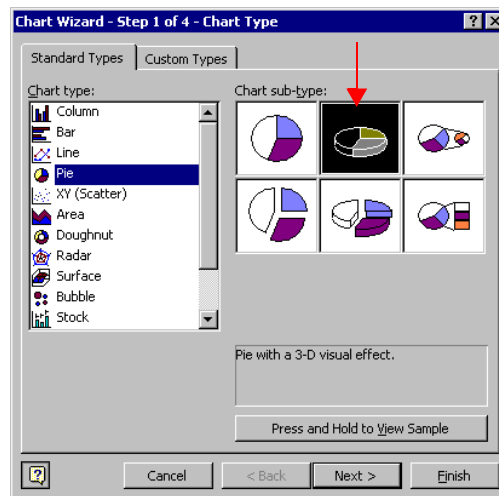 Chart Wizard - Step 1 of 4 - Chart Type
Standard Types
Custom Types
Chart type:
Column
Bar
Line
Pie
XY (Scatter)
Area
Doughnut
Radar
Surface
Bubble
Stock
Chart sub-type:
Pie with a 3-D visual effect.
Press and Hold to View Sample
Cancel
< Back
Next >
Finish